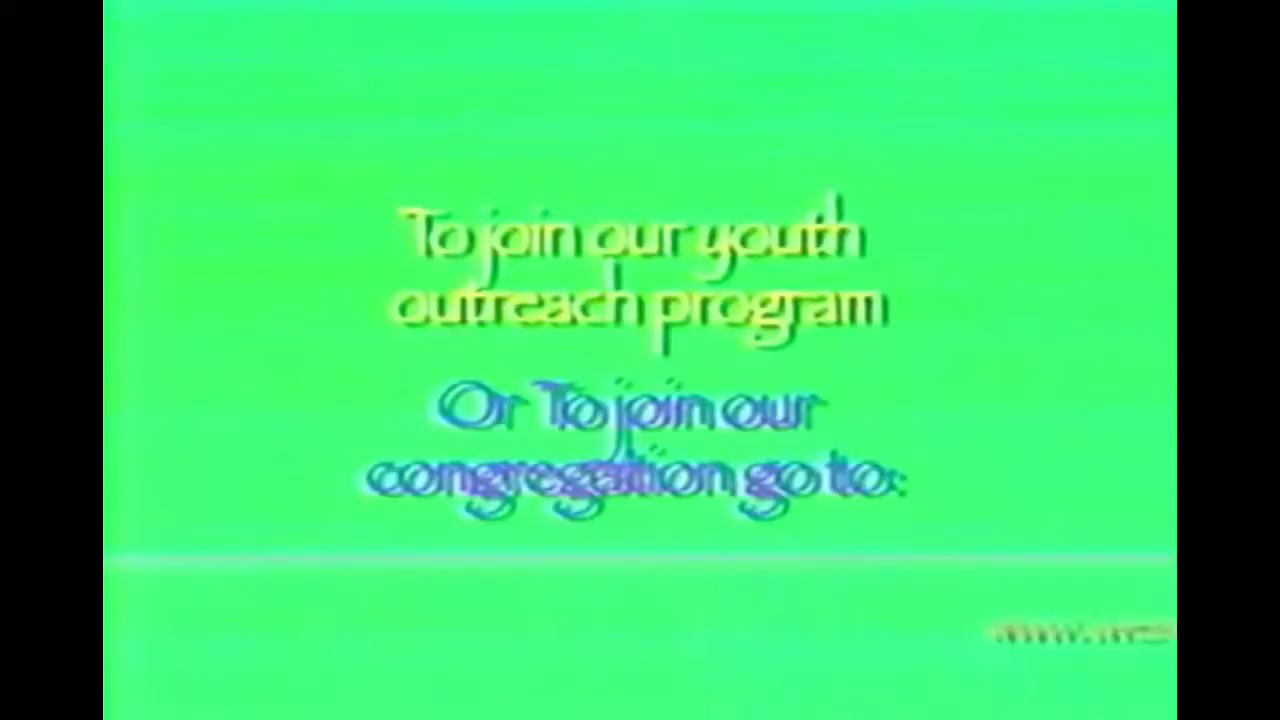 To join our youth
outreach program
Or To join our
congregation go to: